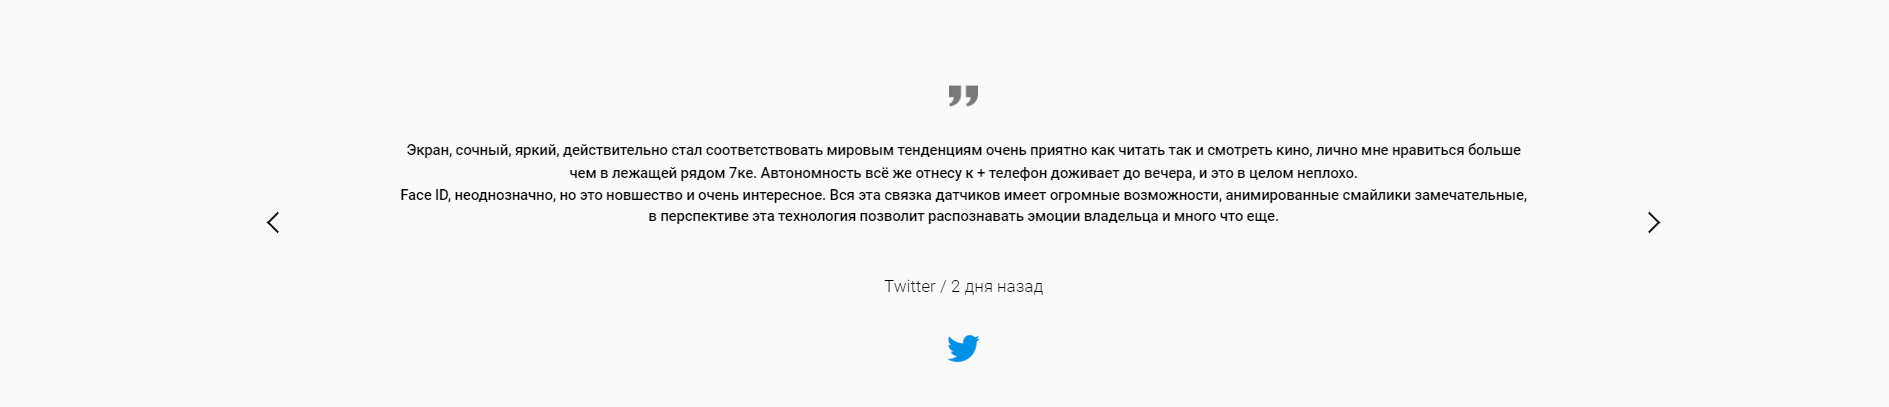 Экран, сочный, яркий, действительно стал соответствовать мировым тенденциям очень приятно как читать так и смотреть кино, лично мне нравиться больше
чем в лежащей рядом 7ке. Автономность всё же отнесу к + телефон доживает до вечера, и это в целом неплохо.
Face ID, неоднозначно, но это новшество и очень интересное. Вся эта связка датчиков имеет огромные возможности, анимированные смайлики замечательные,
в перспективе эта технология позволит распознавать эмоции владельца и много что еще.
Twitter / 2 дня назад